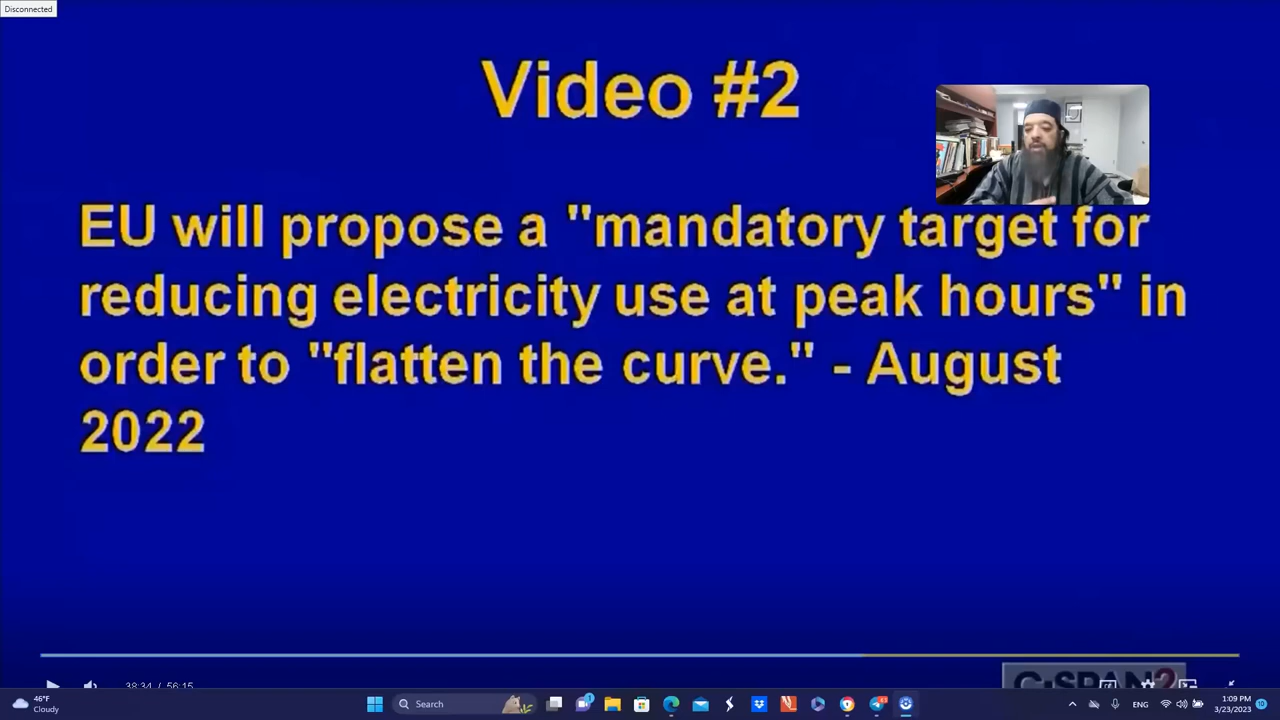 Disconnected
Video #2
EU will propose a "mandatory target for
reducing electricity use at peak hours" in
order to "flatten the curve." - August
2022
38:34 / 56:15
C-SPAN2
46°F
Cloudy
Search
ENG
1:09 PM
3/23/2023